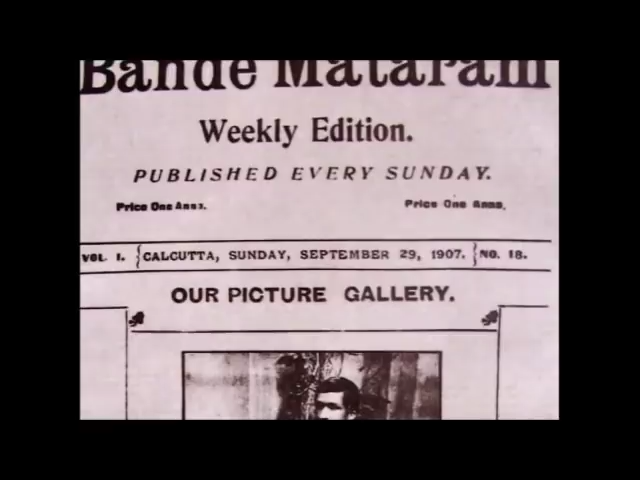 Bande Mataram
Weekly Edition.
PUBLISHED EVERY SUNDAY.
Price One Anna. Price One Anna.
VOL. I. {CALCUTTA, SUNDAY, SEPTEMBER 29, 1907.} NO. 18.
OUR PICTURE GALLERY.